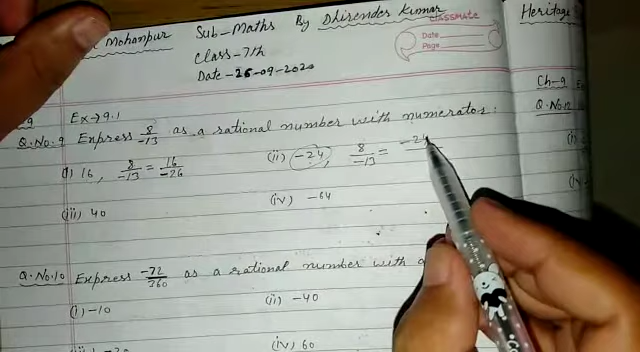 Mohanpur Sub-Maths By Dhirender Kumar
classmate
Date
Page
Class-7th
Date-26-09-2020
Heritage
Ex→9.1
Q.No.9 Express 8/-13 as a rational number with numerator:
(i) 16, 8/-13 = 16/-26 (ii) -24, 8/-13 = -24
(iii) 40 (iv) -64
Q.No.10 Express -72/360 as a rational number with
(i) -10 (ii) -40
(iv) 60
Ch-9
Q.No.12